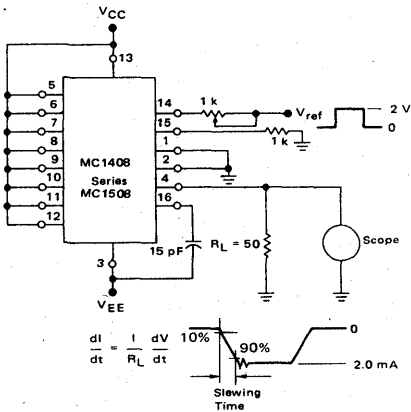 VCC
13
5
6
7
8
9
10
11
12
14
15
1
2
4
16
MC1408
Series
MC1508
1 k
Vref
2 V
0
1 k
15 pF
RL = 50
Scope
3
VEE
dI/dt = 1/RL dV/dt
10%
90%
0
2.0 mA
Slewing
Time